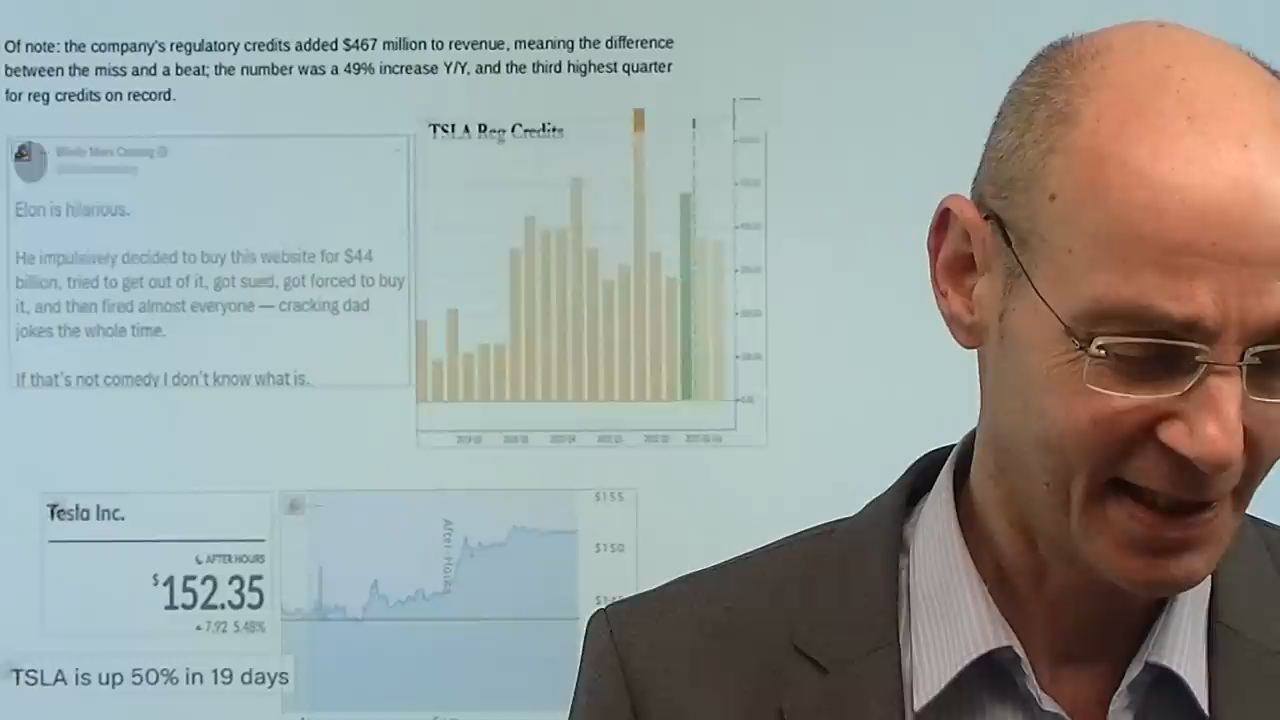 Of note: the company's regulatory credits added $467 million to revenue, meaning the difference
between the miss and a beat; the number was a 49% increase Y/Y, and the third highest quarter
for reg credits on record.
TSLA Reg Credits
Elon is hilarious.
He impulsively decided to buy this website for $44
billion, tried to get out of it, got sued, got forced to buy
it, and then fired almost everyone — cracking dad
jokes the whole time.
If that's not comedy I don't know what is.
Tesla Inc.
AFTER HOURS
$152.35
7.92 5.48%
After-Hours
$155
$150
TSLA is up 50% in 19 days